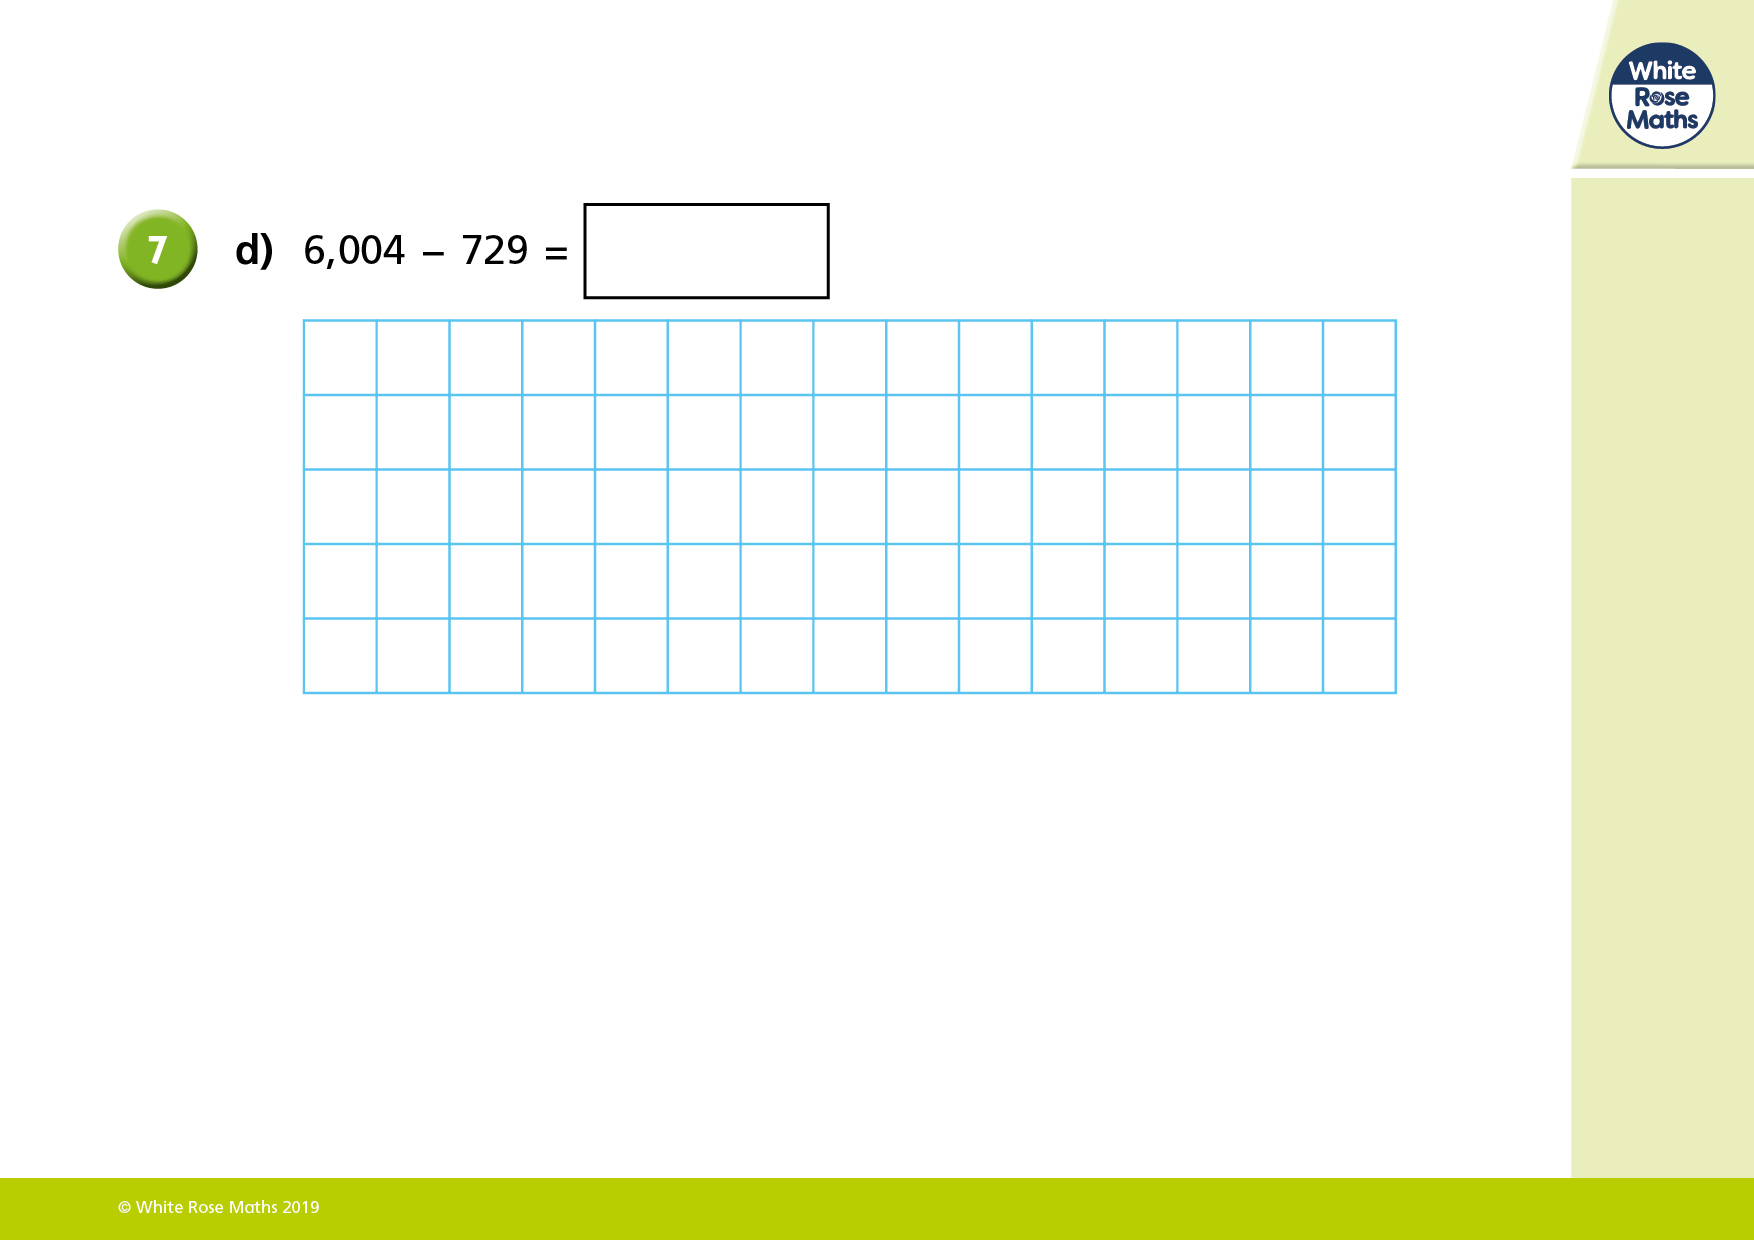 White
Rose
Maths
7 d) 6,004 – 729 =
© White Rose Maths 2019